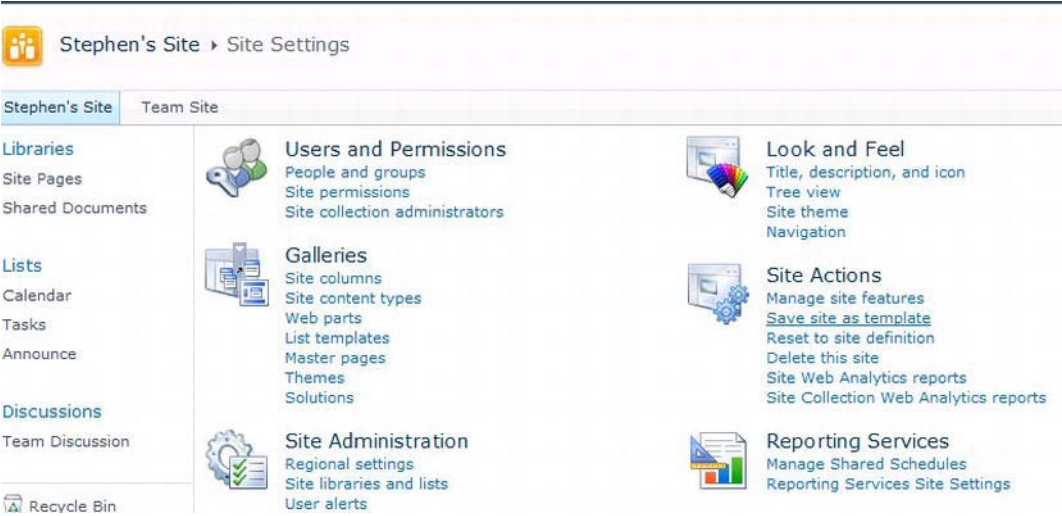 Stephen's Site ▸ Site Settings
Stephen's Site Team Site
Libraries
Site Pages
Shared Documents
Lists
Calendar
Tasks
Announce
Discussions
Team Discussion
Recycle Bin
Users and Permissions
People and groups
Site permissions
Site collection administrators
Galleries
Site columns
Site content types
Web parts
List templates
Master pages
Themes
Solutions
Site Administration
Regional settings
Site libraries and lists
User alerts
Look and Feel
Title, description, and icon
Tree view
Site theme
Navigation
Site Actions
Manage site features
Save site as template
Reset to site definition
Delete this site
Site Web Analytics reports
Site Collection Web Analytics reports
Reporting Services
Manage Shared Schedules
Reporting Services Site Settings